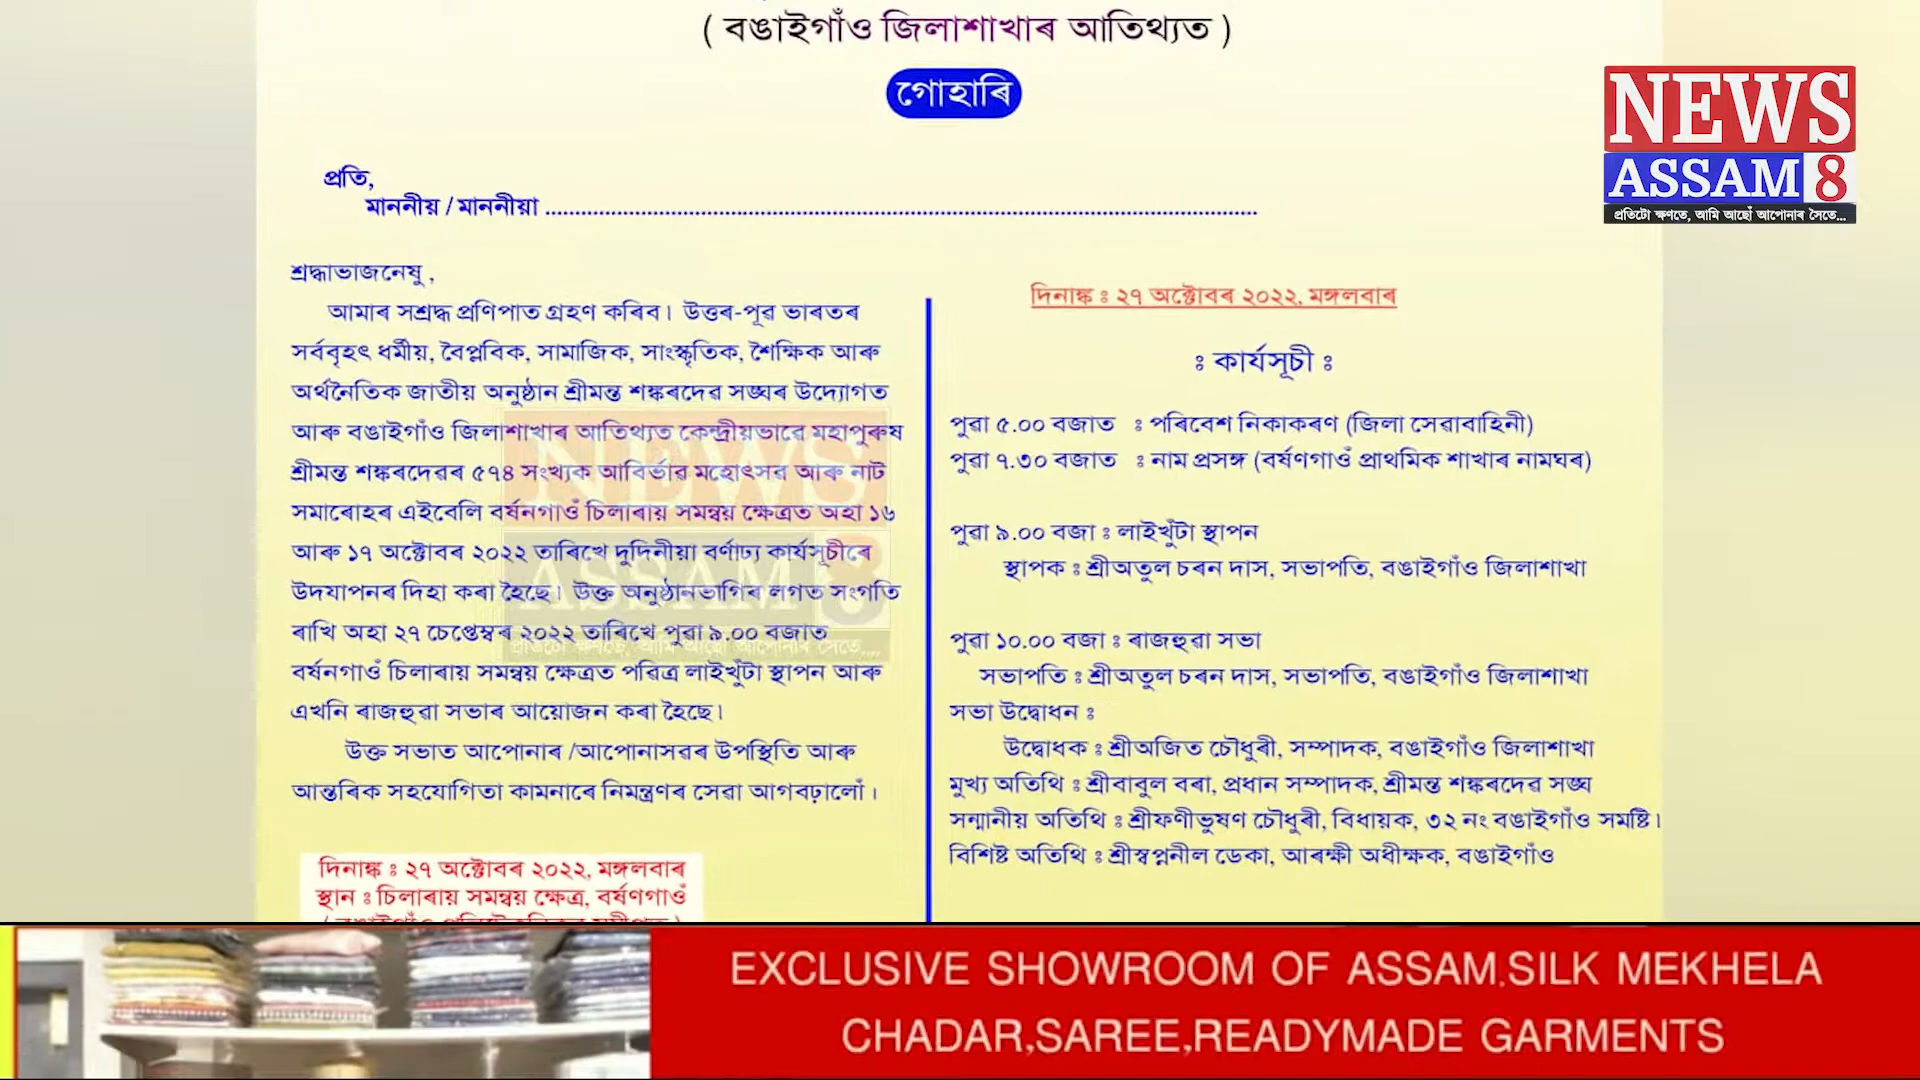 ( বঙাইগাঁও জিলাশাখাৰ আতিথ্যত )
গোহাৰি
NEWS
ASSAM 8
প্ৰতিটো ক্ষণতে, আমি আছোঁ আপোনাৰ সৈতে...
প্ৰতি,
মাননীয় / মাননীয়া ........................................................................
শ্ৰদ্ধাভাজনেষু ,
আমাৰ সশ্ৰদ্ধ প্ৰণিপাত গ্ৰহণ কৰিব। উত্তৰ-পূৱ ভাৰতৰ
সৰ্ববৃহৎ ধৰ্মীয়, বৈপ্লবিক, সামাজিক, সাংস্কৃতিক, শৈক্ষিক আৰু
অৰ্থনৈতিক জাতীয় অনুষ্ঠান শ্ৰীমন্ত শঙ্কৰদেৱ সঙ্ঘৰ উদ্যোগত
আৰু বঙাইগাঁও জিলাশাখাৰ আতিথ্যত কেন্দ্ৰীয়ভাৱে মহাপুৰুষ
শ্ৰীমন্ত শঙ্কৰদেৱৰ ৫৭৪ সংখ্যক আবিৰ্ভাৱ মহোৎসৱ আৰু নাট
সমাৰোহৰ এইবেলি বৰ্ষনগাওঁ চিলাৰায় সমন্বয় ক্ষেত্ৰত অহা ১৬
আৰু ১৭ অক্টোবৰ ২০২২ তাৰিখে দুদিনীয়া বৰ্ণাঢ্য কাৰ্যসূচীৰে
উদযাপনৰ দিহা কৰা হৈছে। উক্ত অনুষ্ঠানভাগিৰ লগত সংগতি
ৰাখি অহা ২৭ চেপ্তেম্বৰ ২০২২ তাৰিখে পুৱা ৯.০০ বজাত
বৰ্ষনগাওঁ চিলাৰায় সমন্বয় ক্ষেত্ৰত পৱিত্ৰ লাইখুঁটা স্থাপন আৰু
এখনি ৰাজহুৱা সভাৰ আয়োজন কৰা হৈছে।
উক্ত সভাত আপোনাৰ /আপোনাসৱৰ উপস্থিতি আৰু
আন্তৰিক সহযোগিতা কামনাৰে নিমন্ত্ৰণৰ সেৱা আগবঢ়ালোঁ।
দিনাঙ্ক ঃ ২৭ অক্টোবৰ ২০২২, মঙ্গলবাৰ
স্থান ঃ চিলাৰায় সমন্বয় ক্ষেত্ৰ, বৰ্ষণগাওঁ
দিনাঙ্ক ঃ ২৭ অক্টোবৰ ২০২২, মঙ্গলবাৰ
ঃ কাৰ্যসূচী ঃ
পুৱা ৫.০০ বজাত ঃ পৰিবেশ নিকাকৰণ (জিলা সেৱাবাহিনী)
পুৱা ৭.৩০ বজাত ঃ নাম প্ৰসঙ্গ (বৰ্ষণগাওঁ প্ৰাথমিক শাখাৰ নামঘৰ)
পুৱা ৯.০০ বজা ঃ লাইখুঁটা স্থাপন
স্থাপক ঃ শ্ৰীঅতুল চৰন দাস, সভাপতি, বঙাইগাঁও জিলাশাখা
পুৱা ১০.০০ বজা ঃ ৰাজহুৱা সভা
সভাপতি ঃ শ্ৰীঅতুল চৰন দাস, সভাপতি, বঙাইগাঁও জিলাশাখা
সভা উদ্বোধন ঃ
উদ্বোধক ঃ শ্ৰীঅজিত চৌধুৰী, সম্পাদক, বঙাইগাঁও জিলাশাখা
মুখ্য অতিথি ঃ শ্ৰীবাবুল বৰা, প্ৰধান সম্পাদক, শ্ৰীমন্ত শঙ্কৰদেৱ সঙ্ঘ
সন্মানীয় অতিথি ঃ শ্ৰীফণীভুষণ চৌধুৰী, বিধায়ক, ৩২ নং বঙাইগাঁও সমষ্টি।
বিশিষ্ট অতিথি ঃ শ্ৰীস্বপ্ননীল ডেকা, আৰক্ষী অধীক্ষক, বঙাইগাঁও
NEWS
ASSAM 8
প্ৰতিটো ক্ষণতে, আমি আছোঁ আপোনাৰ সৈতে....
EXCLUSIVE SHOWROOM OF ASSAM.SILK MEKHELA
CHADAR,SAREE,READYMADE GARMENTS